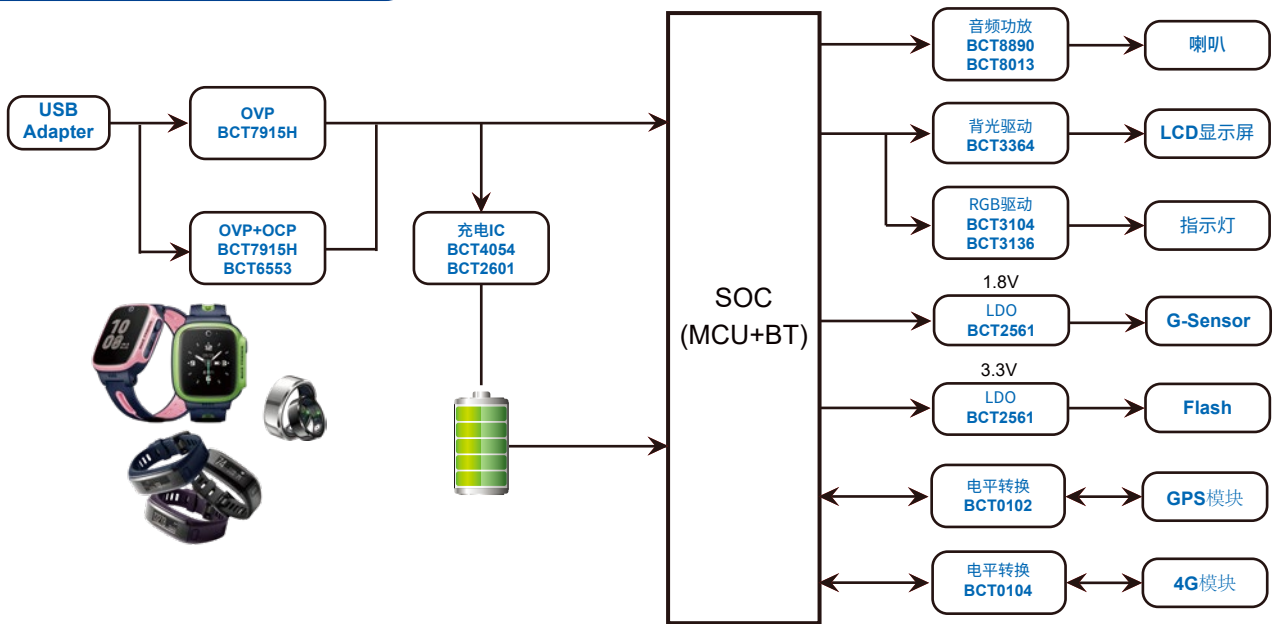 USB
Adapter
OVP
BCT7915H
OVP+OCP
BCT7915H
BCT6553
充电IC
BCT4054
BCT2601
SOC
(MCU+BT)
音频功放
BCT8890
BCT8013
喇叭
背光驱动
BCT3364
LCD显示屏
RGB驱动
BCT3104
BCT3136
指示灯
1.8V
LDO
BCT2561
G-Sensor
3.3V
LDO
BCT2561
Flash
电平转换
BCT0102
GPS模块
电平转换
BCT0104
4G模块
10
08